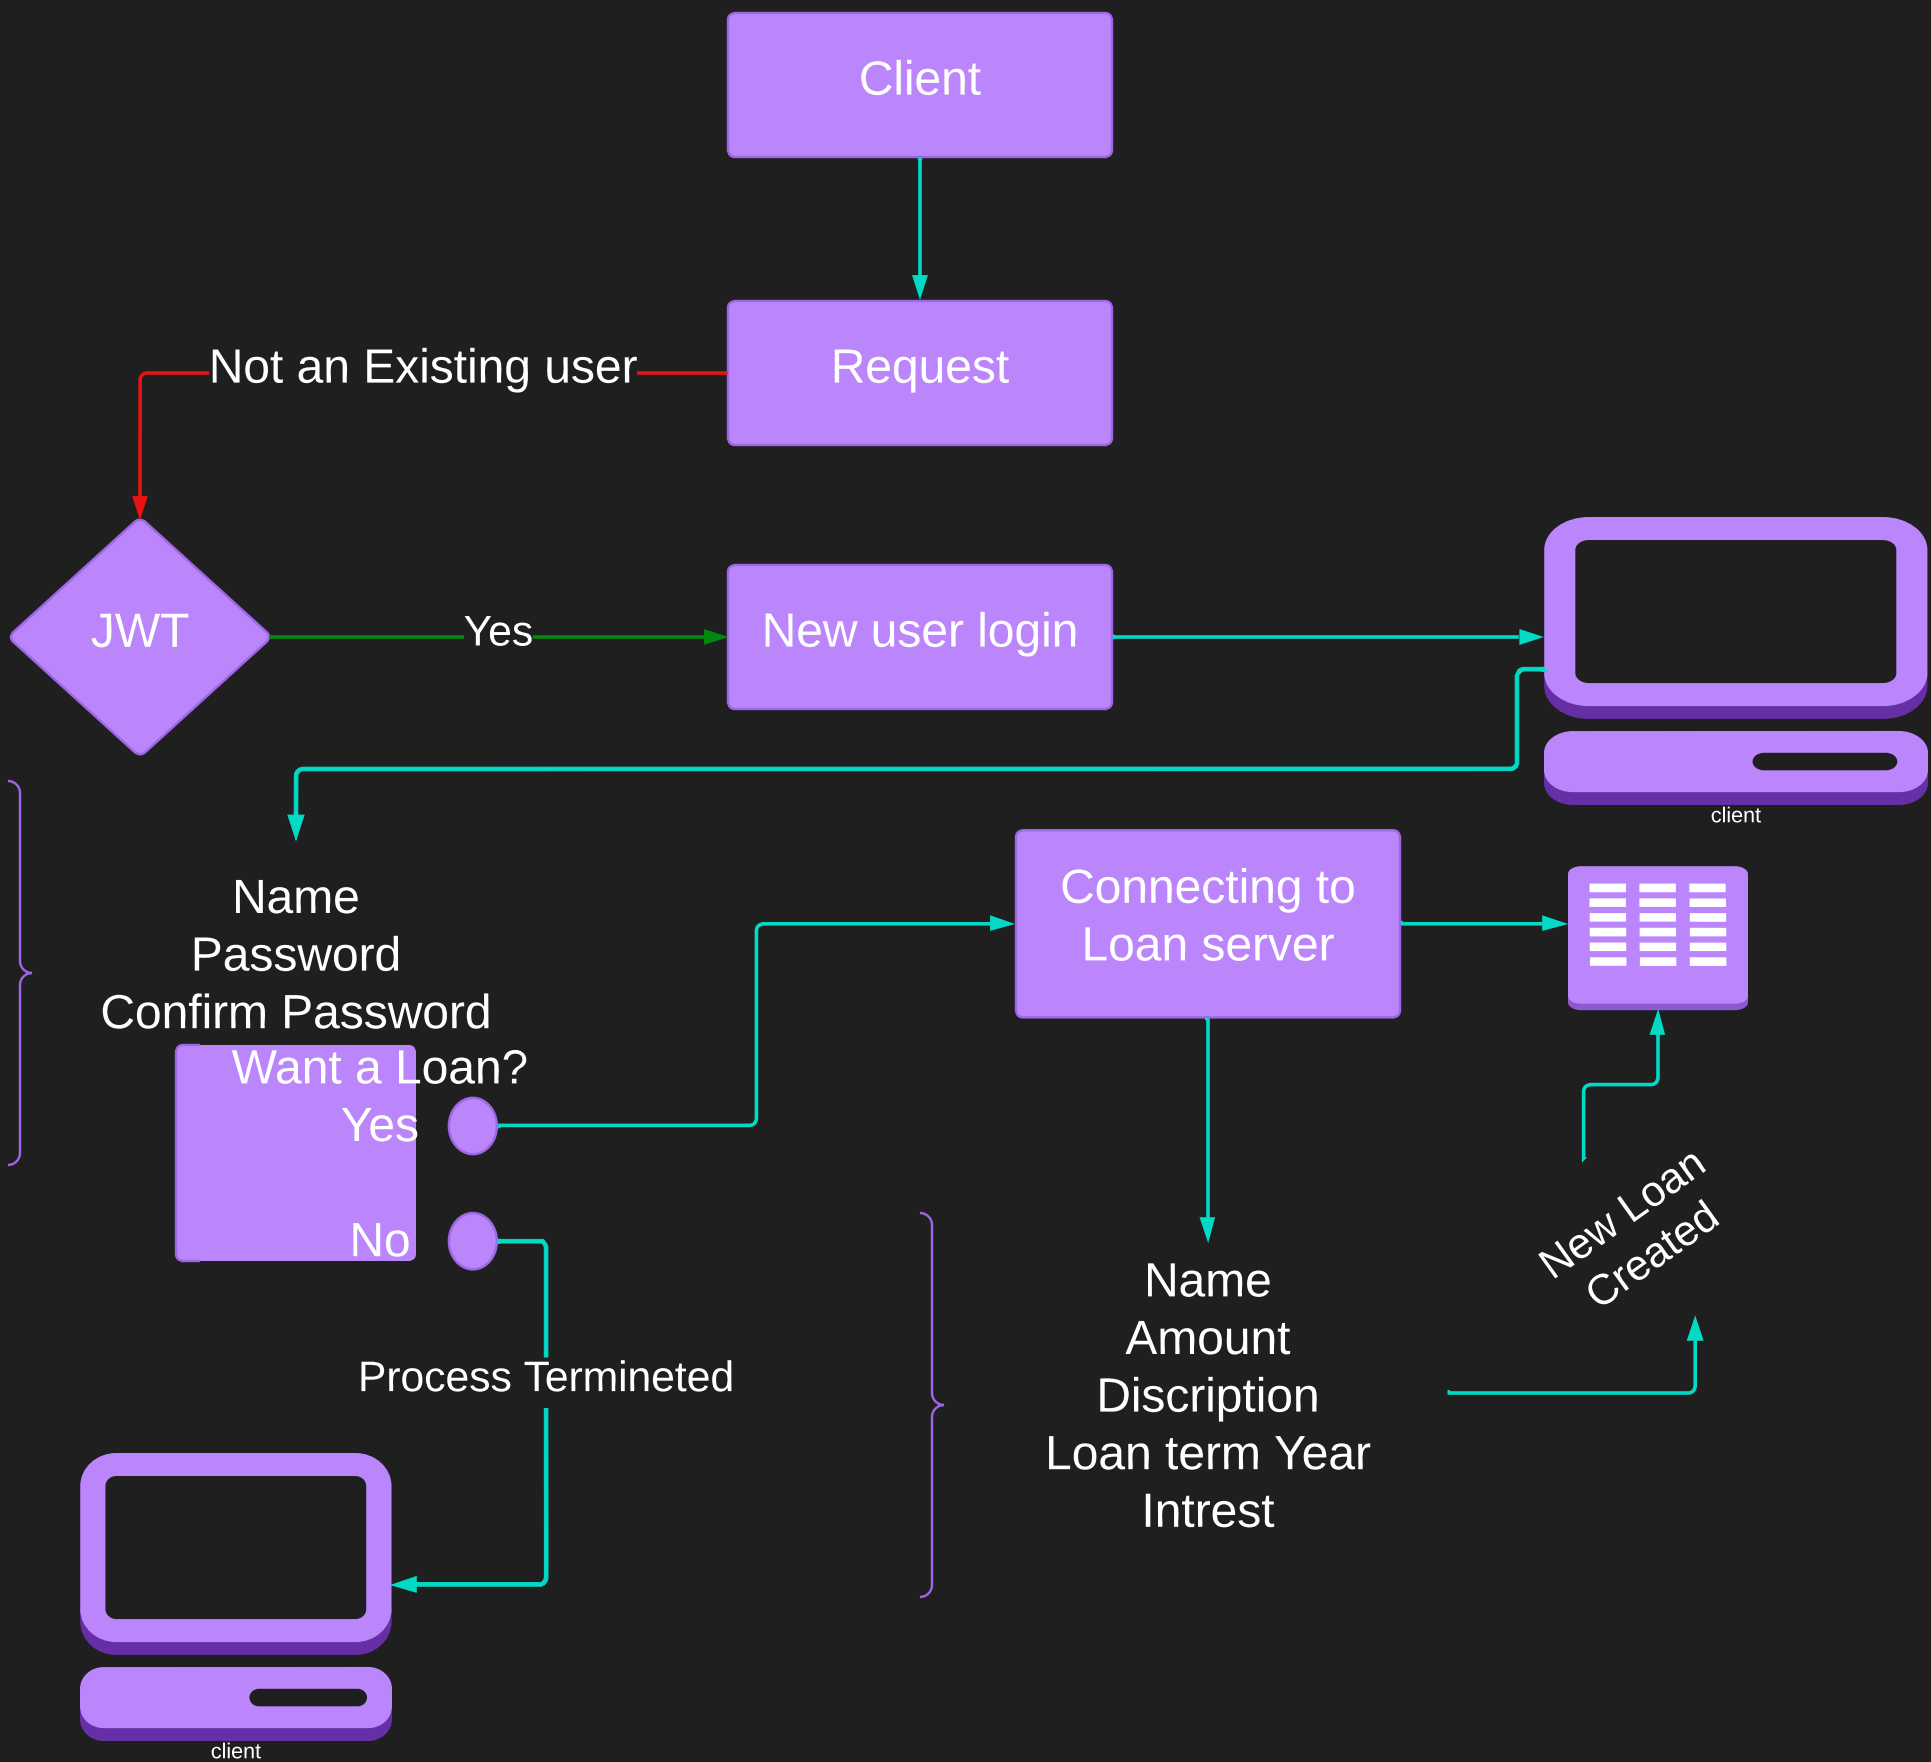 Client
Request
Not an Existing user
JWT
Yes
New user login
client
Name
Password
Confirm Password
Want a Loan?
Yes
No
Connecting to
Loan server
New Loan
Created
Process Termineted
Name
Amount
Discription
Loan term Year
Intrest
client